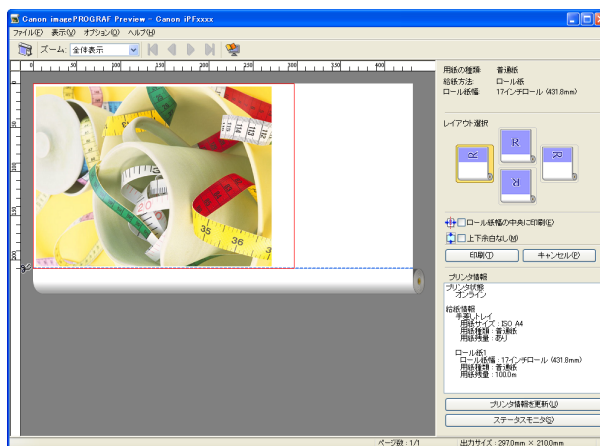 Canon imagePROGRAF Preview - Canon iPFxxxx
ファイル(F) 表示(V) オプション(O) ヘルプ(H)
ズーム: 全体表示
0 50 100 150 200 250 300 350 400
用紙の種類: 普通紙
給紙方法: ロール紙
ロール紙幅: 17インチロール (431.8mm)
レイアウト選択
R
R
R
R
ロール紙幅の中央に印刷(E)
上下余白なし(M)
印刷(T) キャンセル(P)
プリンタ情報
プリンタ状態
オンライン
給紙情報
手差しトレイ
用紙サイズ : ISO A4
用紙種類 : 普通紙
用紙残量 : あり
ロール紙1
ロール紙幅 : 17インチロール (431.8mm)
用紙種類 : 普通紙
用紙残量 : 100.0m
プリンタ情報を更新(U)
ステータスモニタ(S)
ページ数 : 1/1 出力サイズ : 297.0mm × 210.0mm